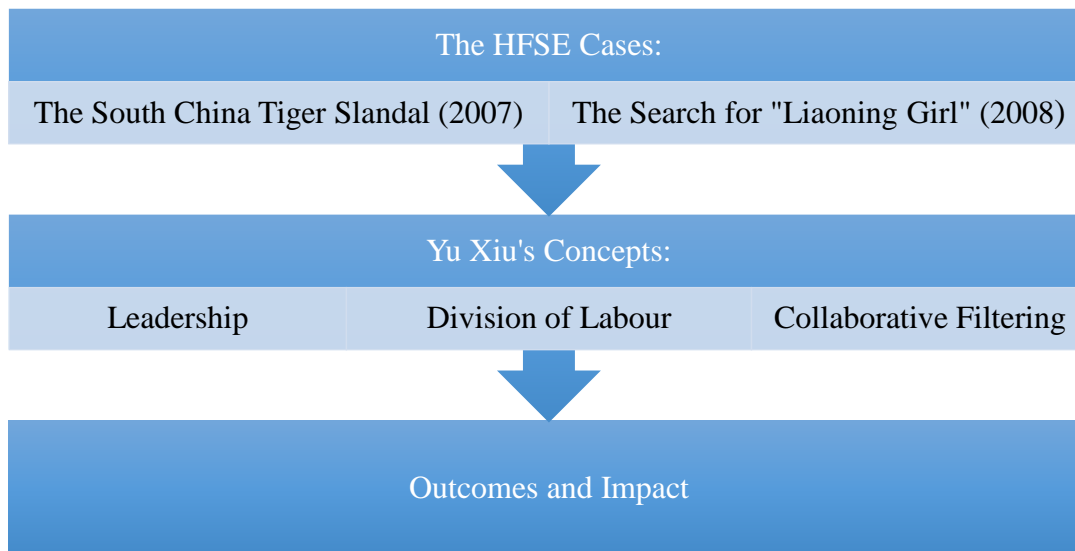 The HFSE Cases:
The South China Tiger Slandal (2007)
The Search for "Liaoning Girl" (2008)
Yu Xiu's Concepts:
Leadership
Division of Labour
Collaborative Filtering
Outcomes and Impact